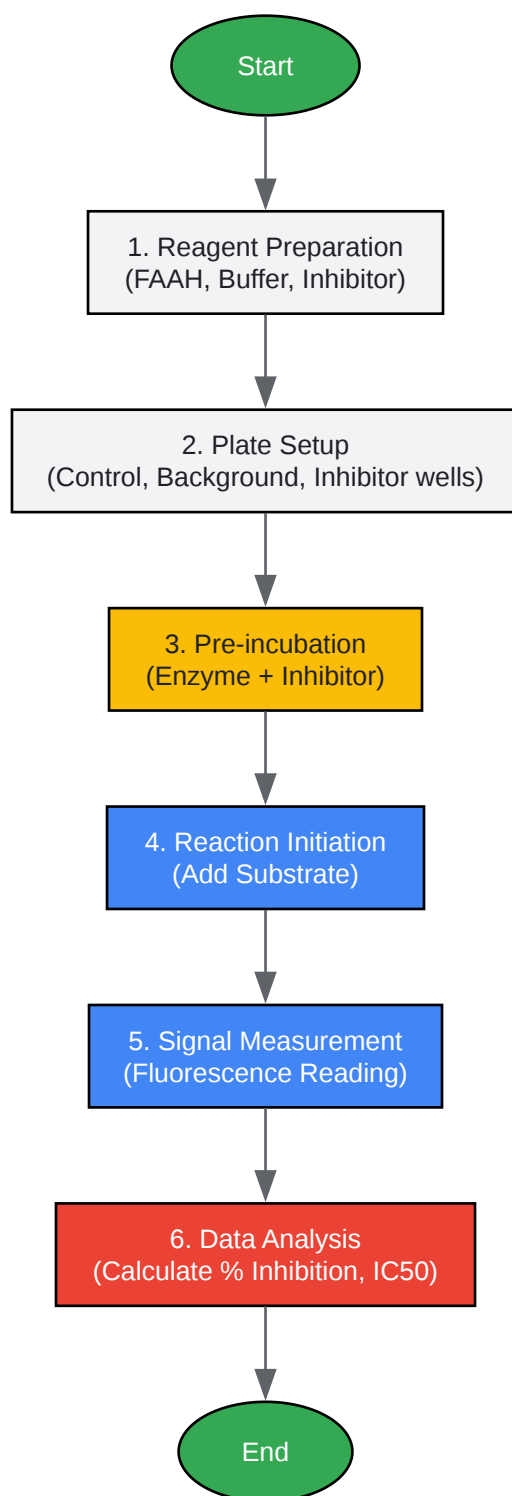 Start
1. Reagent Preparation
(FAAH, Buffer, Inhibitor)
2. Plate Setup
(Control, Background, Inhibitor wells)
3. Pre-incubation
(Enzyme + Inhibitor)
4. Reaction Initiation
(Add Substrate)
5. Signal Measurement
(Fluorescence Reading)
6. Data Analysis
(Calculate % Inhibition, IC50)
End